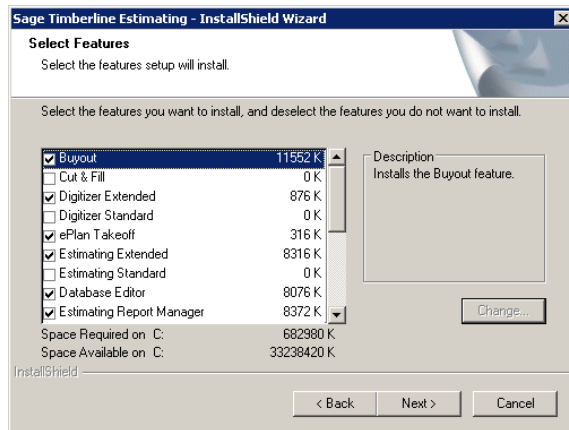 Sage Timberline Estimating - InstallShield Wizard
Select Features
Select the features setup will install.
Select the features you want to install, and deselect the features you do not want to install.
Buyout 11552 K
Cut & Fill 0 K
Digitizer Extended 876 K
Digitizer Standard 0 K
ePlan Takeoff 316 K
Estimating Extended 8316 K
Estimating Standard 0 K
Database Editor 8076 K
Estimating Report Manager 8372 K
Description
Installs the Buyout feature.
Change...
Space Required on C: 682980 K
Space Available on C: 33238420 K
InstallShield
< Back Next > Cancel